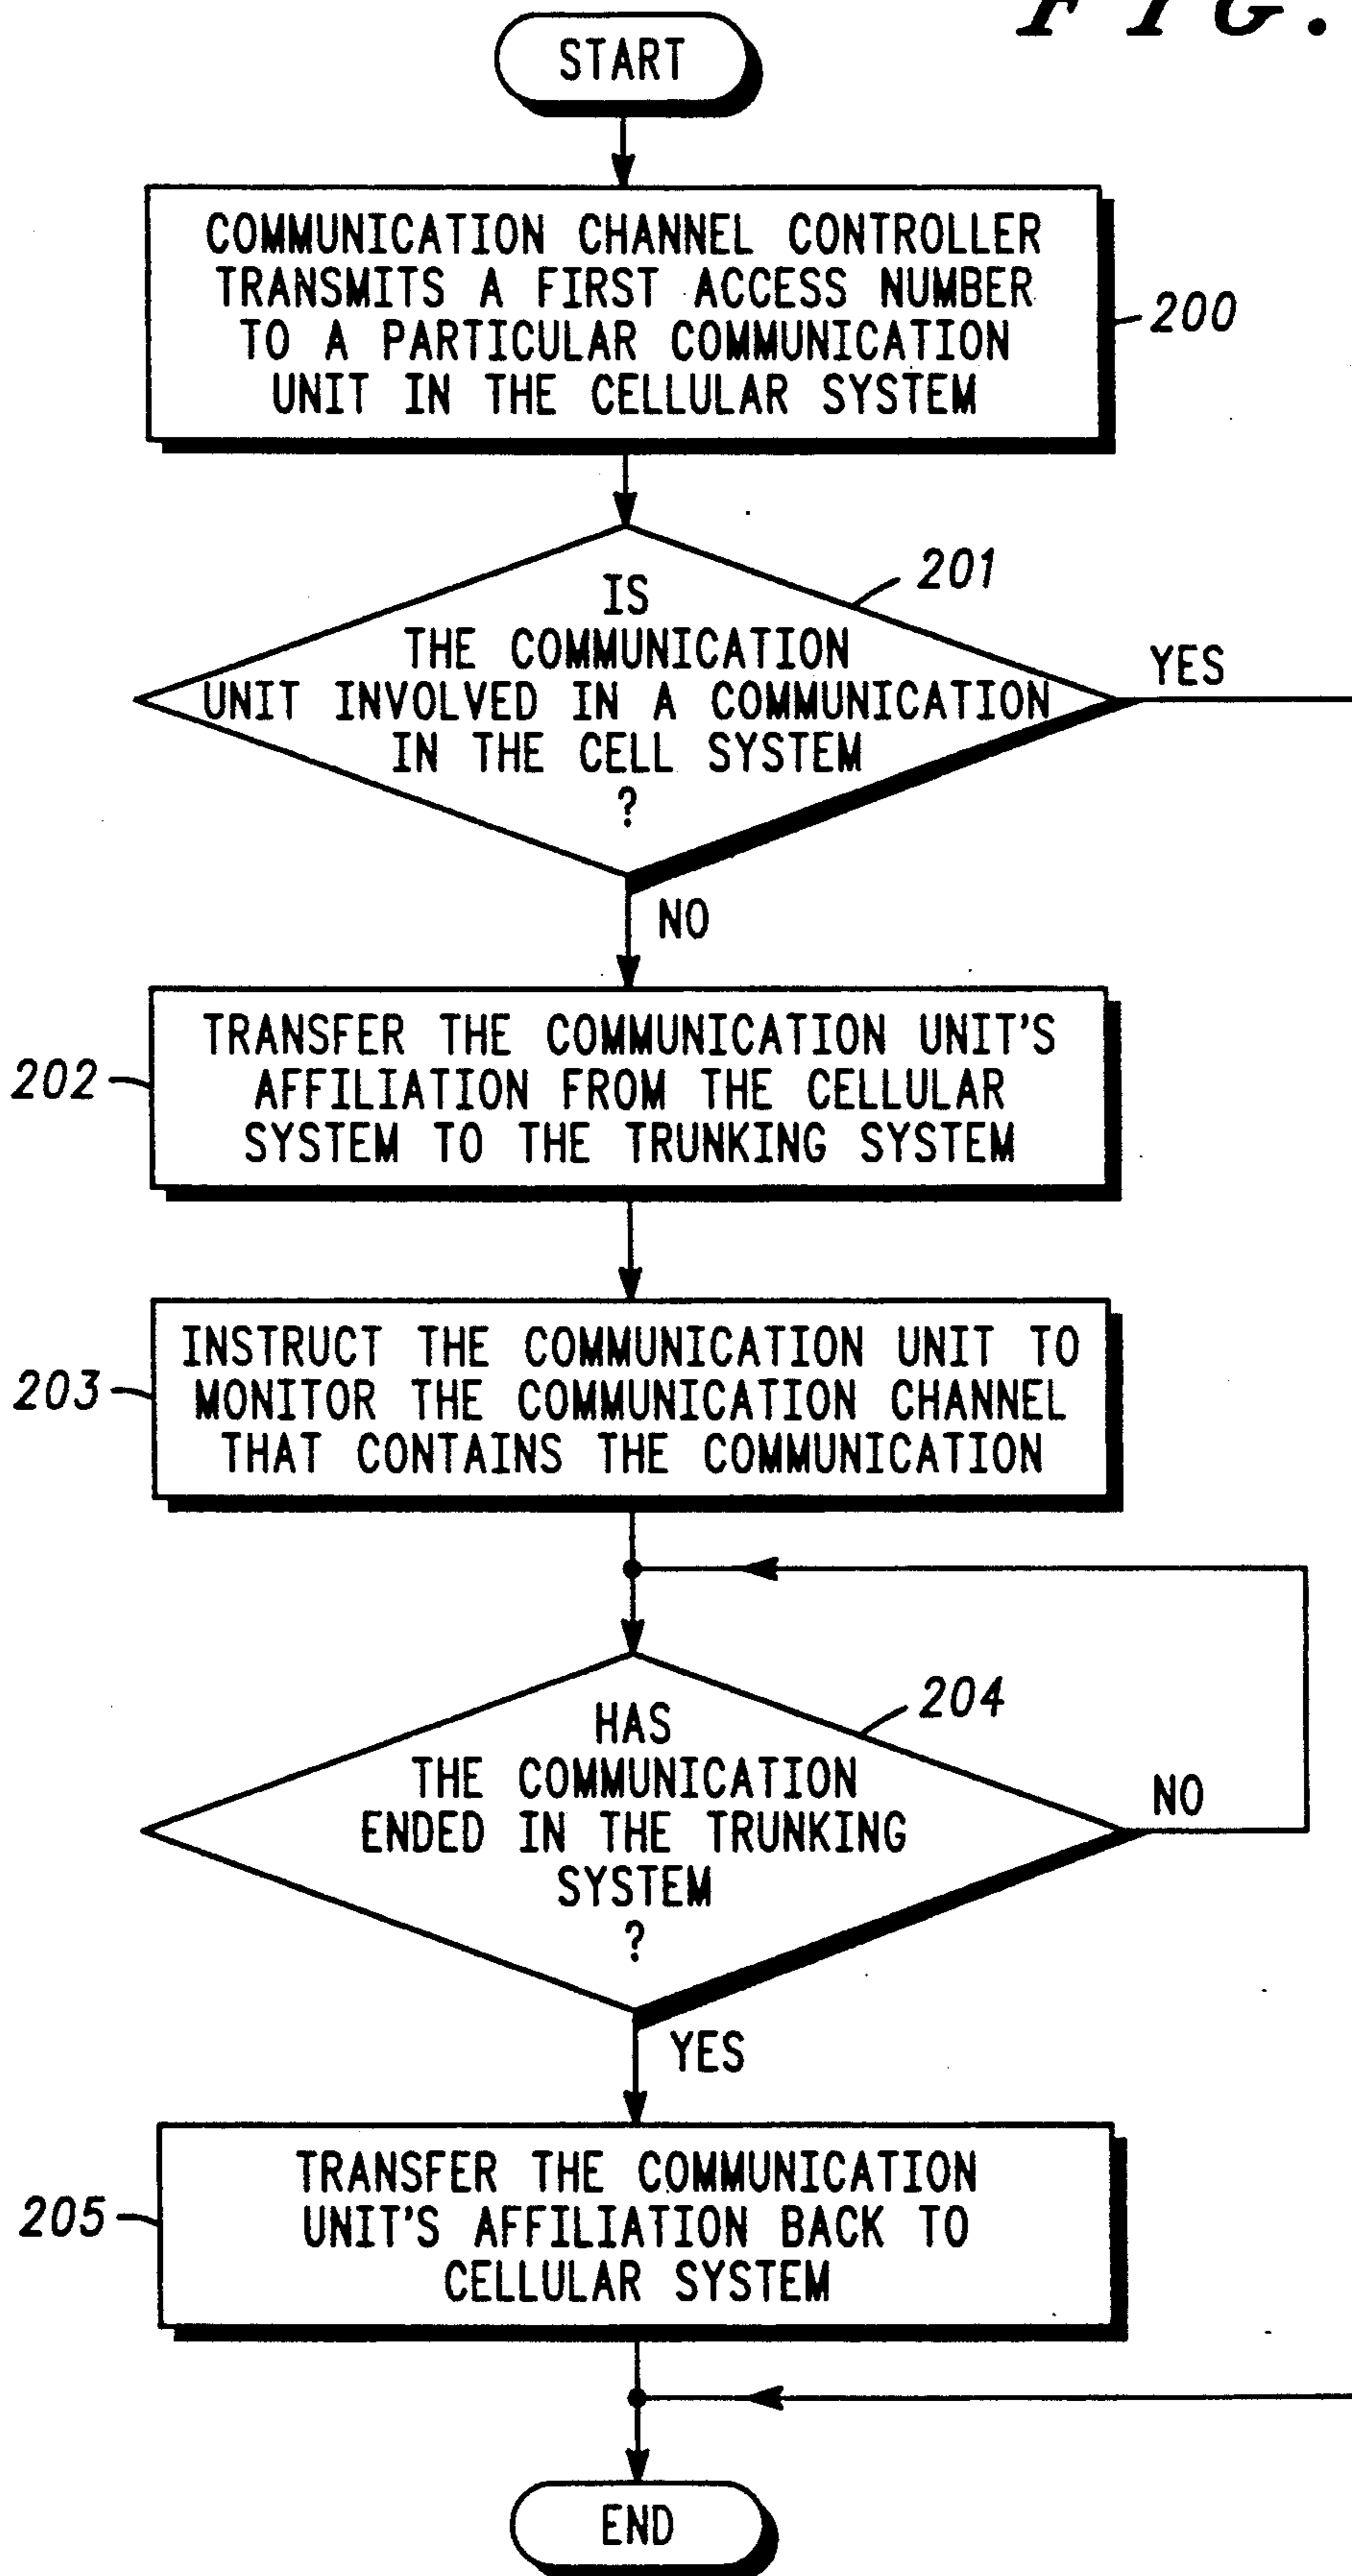 FIG.
START
COMMUNICATION CHANNEL CONTROLLER
TRANSMITS A FIRST ACCESS NUMBER
TO A PARTICULAR COMMUNICATION
UNIT IN THE CELLULAR SYSTEM
200
201
IS
THE COMMUNICATION
UNIT INVOLVED IN A COMMUNICATION
IN THE CELL SYSTEM
?
YES
NO
202
TRANSFER THE COMMUNICATION UNIT'S
AFFILIATION FROM THE CELLULAR
SYSTEM TO THE TRUNKING SYSTEM
203
INSTRUCT THE COMMUNICATION UNIT TO
MONITOR THE COMMUNICATION CHANNEL
THAT CONTAINS THE COMMUNICATION
204
HAS
THE COMMUNICATION
ENDED IN THE TRUNKING
SYSTEM
?
NO
YES
205
TRANSFER THE COMMUNICATION
UNIT'S AFFILIATION BACK TO
CELLULAR SYSTEM
END